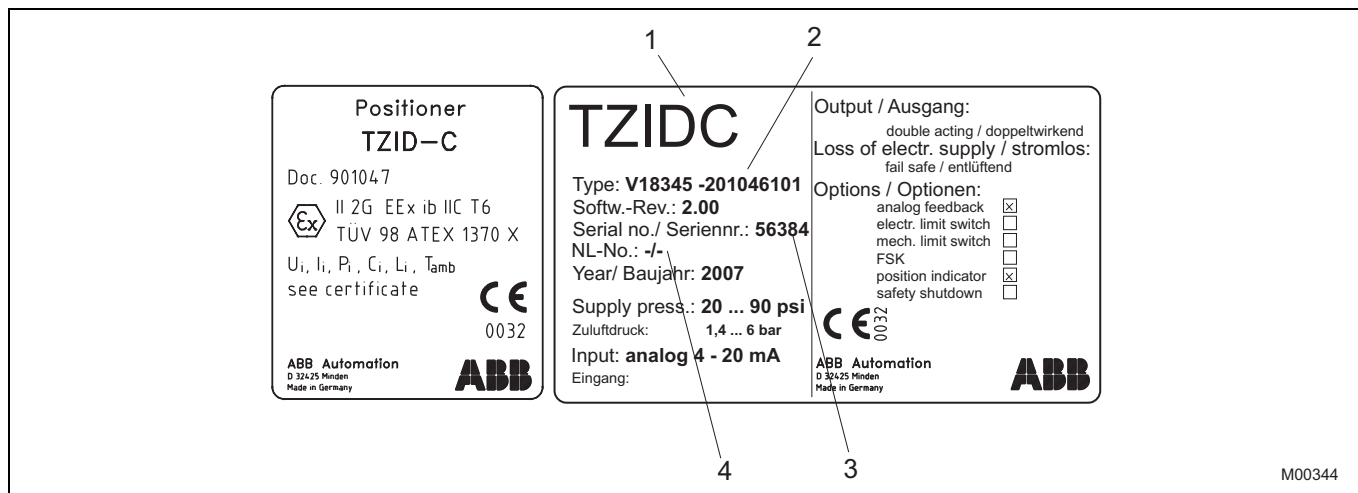 1
2
Positioner
TZID-C
Doc. 901047
Ex
II 2G EEx ib IIC T6
TÜV 98 ATEX 1370 X
Ui, Ii, Pi, Ci, Li, Tamb
see certificate
CE
0032
ABB Automation
D 32425 Minden
Made in Germany
ABB
TZIDC
Type: V18345 -201046101
Softw.-Rev.: 2.00
Serial no./ Seriennr.: 56384
NL-No.: -/-
Year/ Baujahr: 2007
Supply press.: 20 ... 90 psi
Zuluftdruck: 1,4 ... 6 bar
Input: analog 4 - 20 mA
Eingang:
Output / Ausgang:
double acting / doppeltwirkend
Loss of electr. supply / stromlos:
fail safe / entlüftend
Options / Optionen:
analog feedback x
electr. limit switch
mech. limit switch
FSK
position indicator x
safety shutdown
CE 0032
ABB Automation
D 32425 Minden
Made in Germany
ABB
4
3
M00344